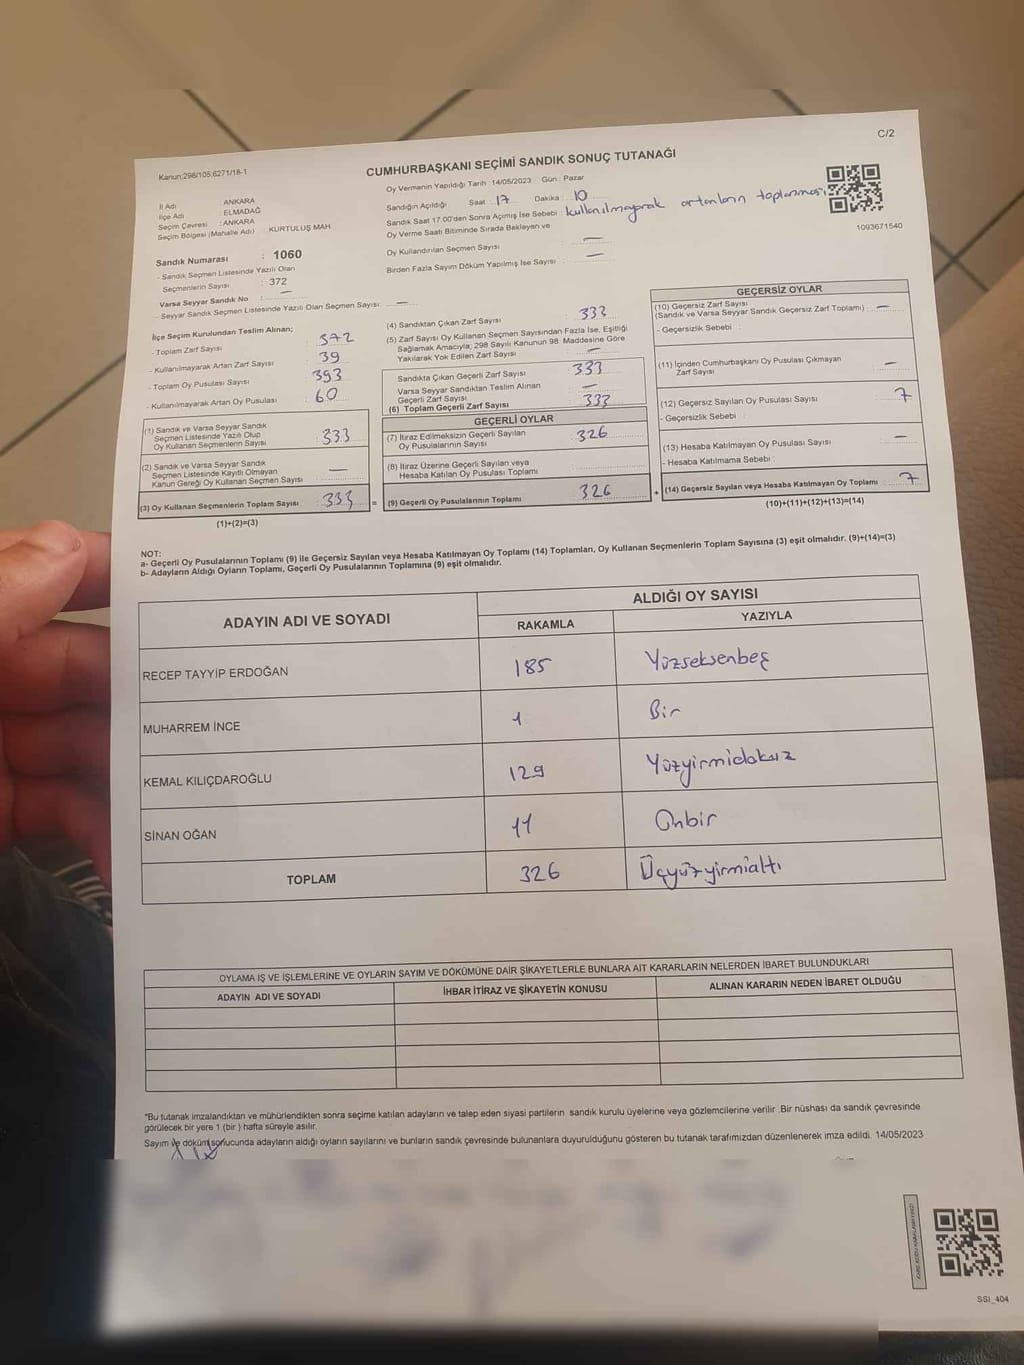 C/2
Kanun:298/105;6271/18-1
CUMHURBAŞKANI SEÇİMİ SANDIK SONUÇ TUTANAĞI
Oy Vermenin Yapıldığı Tarih : 14/05/2023 Gün : Pazar
İl Adı : ANKARA
İlçe Adı : ELMADAĞ
Seçim Çevresi : ANKARA
Seçim Bölgesi (Mahalle Adı) : KURTULUŞ MAH
Sandığın Açıldığı Saat 17 Dakika : 10
Sandık Saat 17.00'den Sonra Açımış İse Sebebi : kullanılmayarak artanların toplanması
Oy Verme Saati Bitiminde Sırada Bekleyen ve
Oy Kullandırılan Seçmen Sayısı : —
Birden Fazla Sayım Döküm Yapılmış İse Sayısı : —
1093671540
Sandık Numarası : 1060
- Sandık Seçmen Listesinde Yazılı Olan
Seçmenlerin Sayısı : 372
Varsa Seyyar Sandık No : —
- Seyyar Sandık Seçmen Listesinde Yazılı Olan Seçmen Sayısı: —
İlçe Seçim Kurulundan Teslim Alınan;
- Toplam Zarf Sayısı : 372
- Kullanılmayarak Artan Zarf Sayısı : 39
- Toplam Oy Pusulası Sayısı : 393
- Kullanılmayarak Artan Oy Pusulası : 60
(1) Sandık ve Varsa Seyyar Sandık
Seçmen Listesinde Yazılı Olup
Oy Kullanan Seçmenlerin Sayısı : 333
(2) Sandık ve Varsa Seyyar Sandık
Seçmen Listesinde Kayıtlı Olmayan
Kanun Gereği Oy Kullanan Seçmen Sayısı : —
(3) Oy Kullanan Seçmenlerin Toplam Sayısı : 333
(1)+(2)=(3)
(4) Sandıktan Çıkan Zarf Sayısı : 333
(5) Zarf Sayısı Oy Kullanan Seçmen Sayısından Fazla İse, Eşitliği
Sağlamak Amacıyla; 298 Sayılı Kanunun 98. Maddesine Göre
Yakılarak Yok Edilen Zarf Sayısı : —
Sandıkta Çıkan Geçerli Zarf Sayısı : 333
Varsa Seyyar Sandıktan Teslim Alınan
Geçerli Zarf Sayısı : —
(6) Toplam Geçerli Zarf Sayısı : 333
GEÇERLİ OYLAR
(7) İtiraz Edilmeksizin Geçerli Sayılan
Oy Pusulalarının Sayısı : 326
(8) İtiraz Üzerine Geçerli Sayılan veya
Hesaba Katılan Oy Pusulası Toplamı :
= (9) Geçerli Oy Pusulalarının Toplamı : 326
GEÇERSİZ OYLAR
(10) Geçersiz Zarf Sayısı
(Sandık ve Varsa Seyyar Sandık Geçersiz Zarf Toplamı) : —
- Geçersizlik Sebebi :
(11) İçinden Cumhurbaşkanı Oy Pusulası Çıkmayan
Zarf Sayısı : —
(12) Geçersiz Sayılan Oy Pusulası Sayısı : 7
- Geçersizlik Sebebi :
(13) Hesaba Katılmayan Oy Pusulası Sayısı : —
- Hesaba Katılmama Sebebi :
+ (14) Geçersiz Sayılan veya Hesaba Katılmayan Oy Toplamı : 7
(10)+(11)+(12)+(13)=(14)
NOT:
a- Geçerli Oy Pusulalarının Toplamı (9) ile Geçersiz Sayılan veya Hesaba Katılmayan Oy Toplamı (14) Toplamları, Oy Kullanan Seçmenlerin Toplam Sayısına (3) eşit olmalıdır. (9)+(14)=(3)
b- Adayların Aldığı Oyların Toplamı, Geçerli Oy Pusulalarının Toplamına (9) eşit olmalıdır.
ADAYIN ADI VE SOYADI
ALDIĞI OY SAYISI
RAKAMLA YAZIYLA
RECEP TAYYİP ERDOĞAN 185 Yüzseksenbeş
MUHARREM İNCE 1 Bir
KEMAL KILIÇDAROĞLU 129 Yüzyirmidokuz
SİNAN OĞAN 11 Onbir
TOPLAM 326 Üçyüzyirmialtı
OYLAMA İŞ VE İŞLEMLERİNE VE OYLARIN SAYIM VE DÖKÜMÜNE DAİR ŞİKAYETLERLE BUNLARA AİT KARARLARIN NELERDEN İBARET BULUNDUKLARI
ADAYIN ADI VE SOYADI İHBAR İTİRAZ VE ŞİKAYETİN KONUSU ALINAN KARARIN NEDEN İBARET OLDUĞU
*Bu tutanak imzalandıktan ve mühürlendikten sonra seçime katılan adayların ve talep eden siyasi partilerin sandık kurulu üyelerine veya gözlemcilerine verilir .Bir nüshası da sandık çevresinde
görülecek bir yere 1 (bir ) hafta süreyle asılır.
Sayım ve döküm sonucunda adayların aldığı oyların sayılarını ve bunların sandık çevresinde bulunanlara duyurulduğunu gösteren bu tutanak tarafımızdan düzenlenerek imza edildi. 14/05/2023
SSI_404